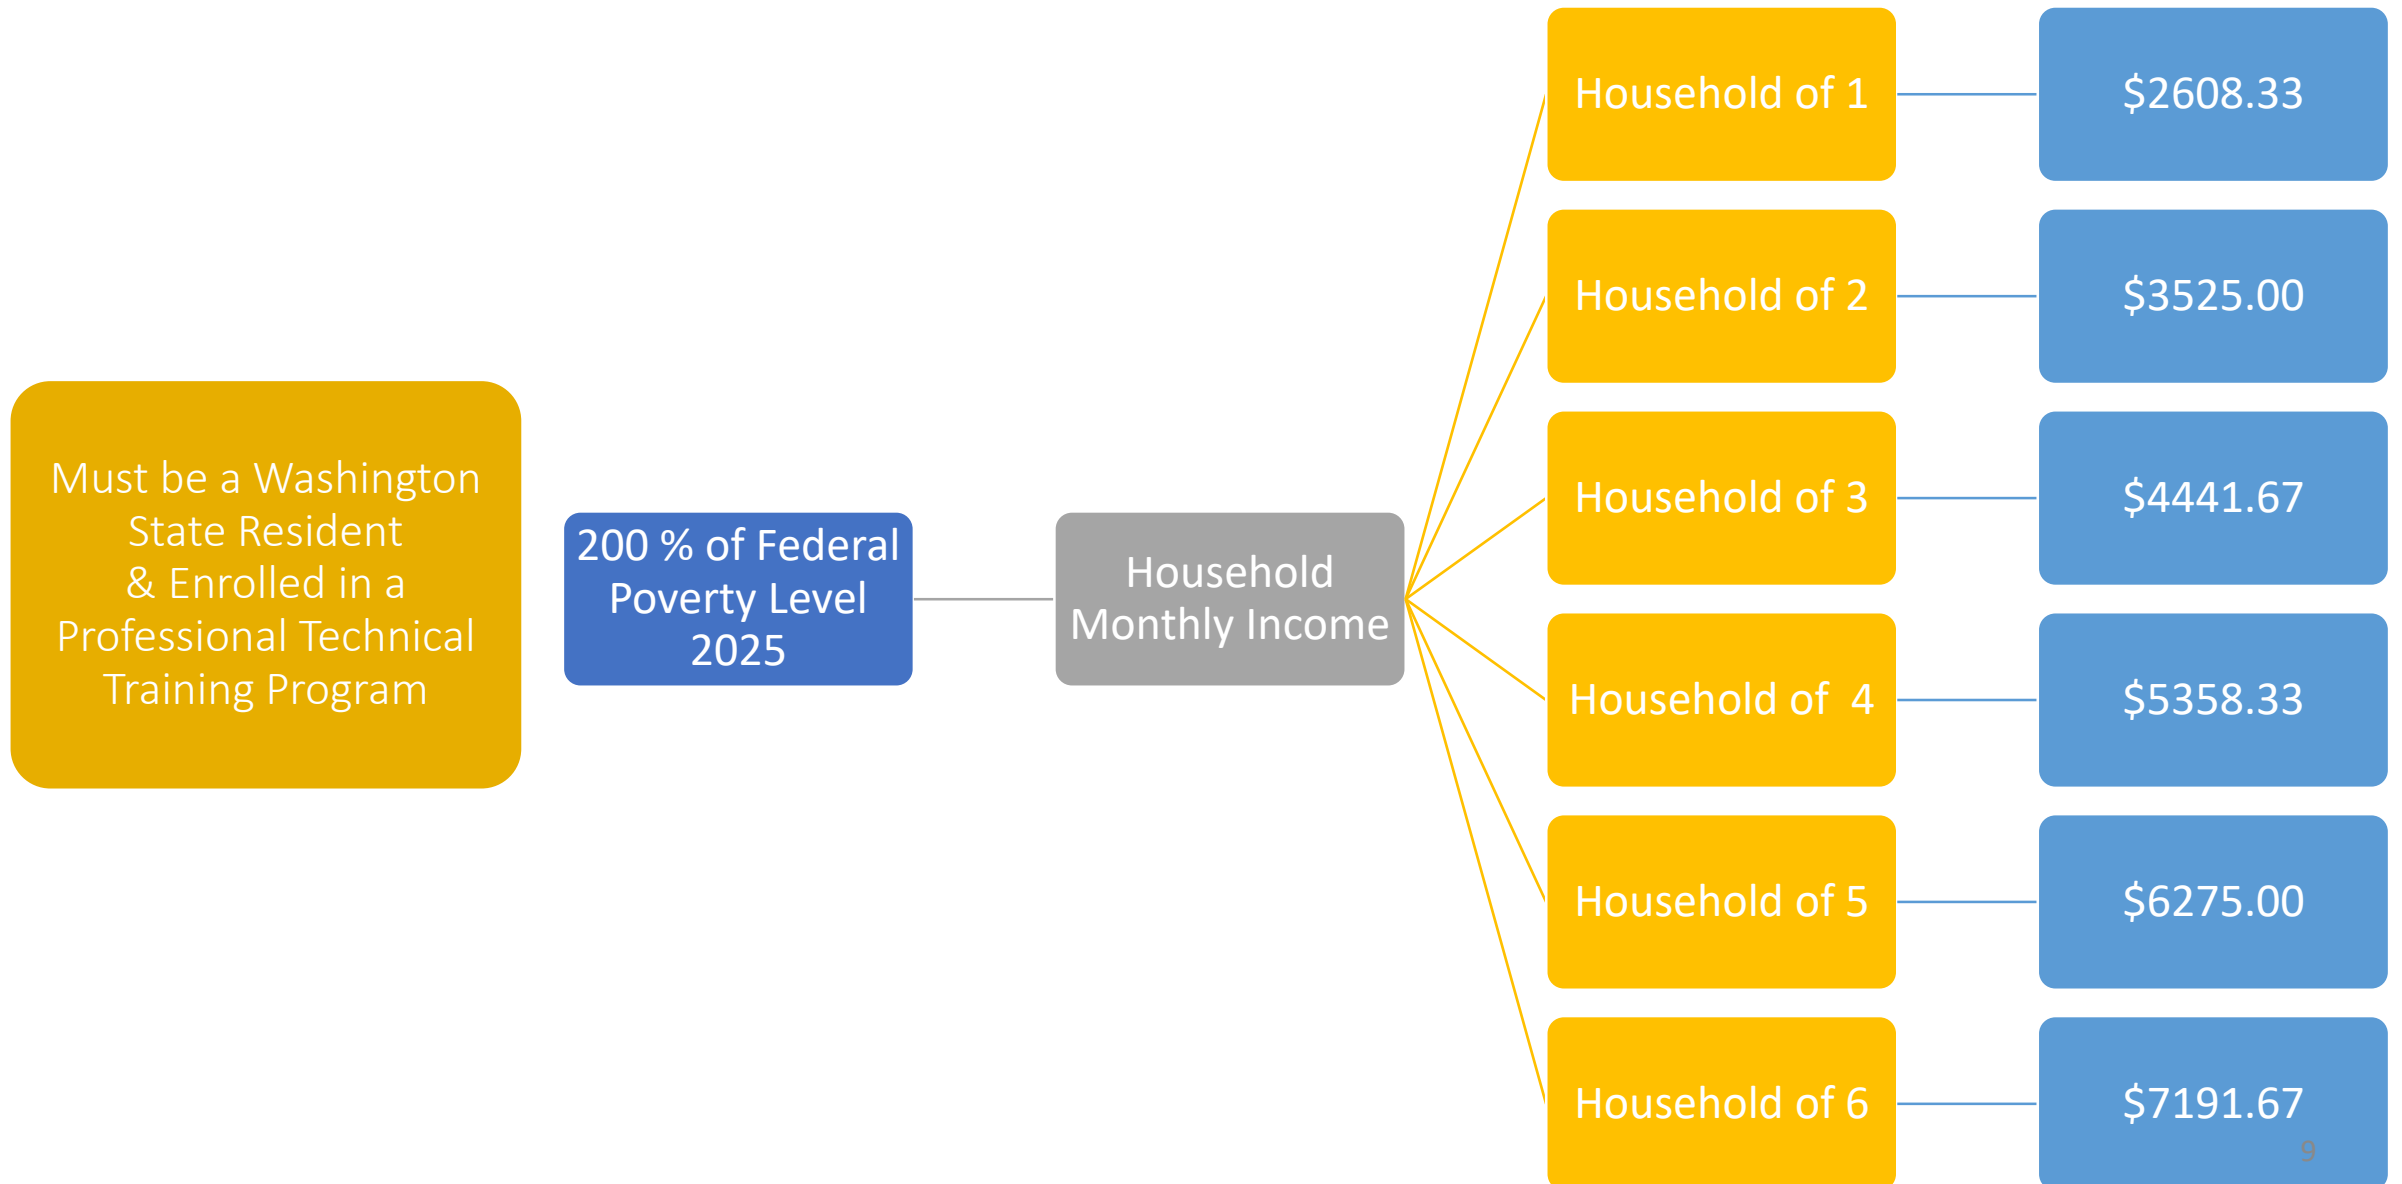 Must be a Washington
State Resident
& Enrolled in a
Professional Technical
Training Program
200 % of Federal
Poverty Level
2025
Household
Monthly Income
Household of 1
$2608.33
Household of 2
$3525.00
Household of 3
$4441.67
Household of  4
$5358.33
Household of 5
$6275.00
Household of 6
$7191.67
9